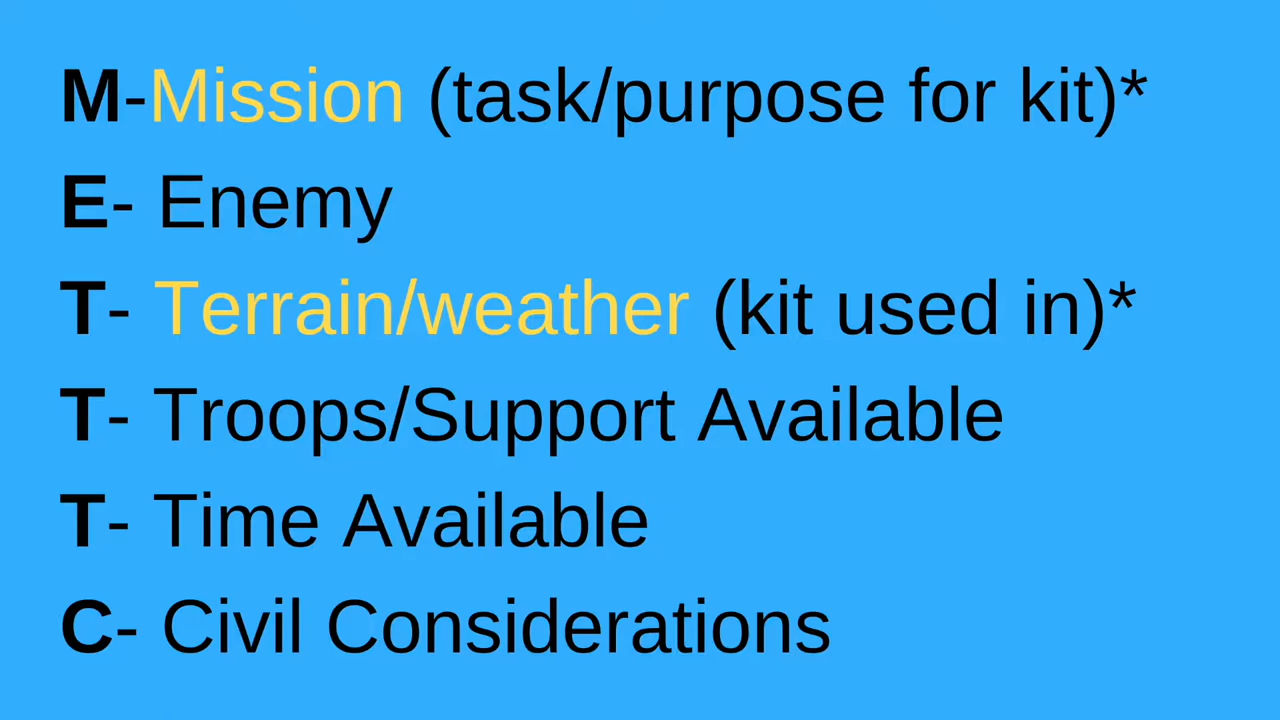 M-Mission (task/purpose for kit)*
E- Enemy
T- Terrain/weather (kit used in)*
T- Troops/Support Available
T- Time Available
C- Civil Considerations